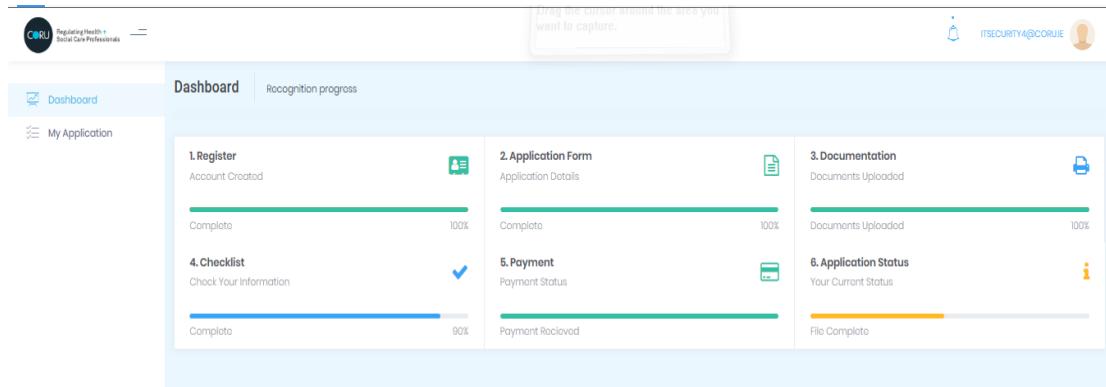 Drag the cursor around the area you
want to capture.
CORU
Regulating Health +
Social Care Professionals
ITSECURITY4@CORU.IE
Dashboard
My Application
Dashboard
Recognition progress
1. Register
Account Created
Complete
100%
2. Application Form
Application Details
Complete
100%
3. Documentation
Documents Uploaded
Documents Uploaded
100%
4. Checklist
Check Your Information
Complete
90%
5. Payment
Payment Status
Payment Recieved
6. Application Status
Your Current Status
File Complete